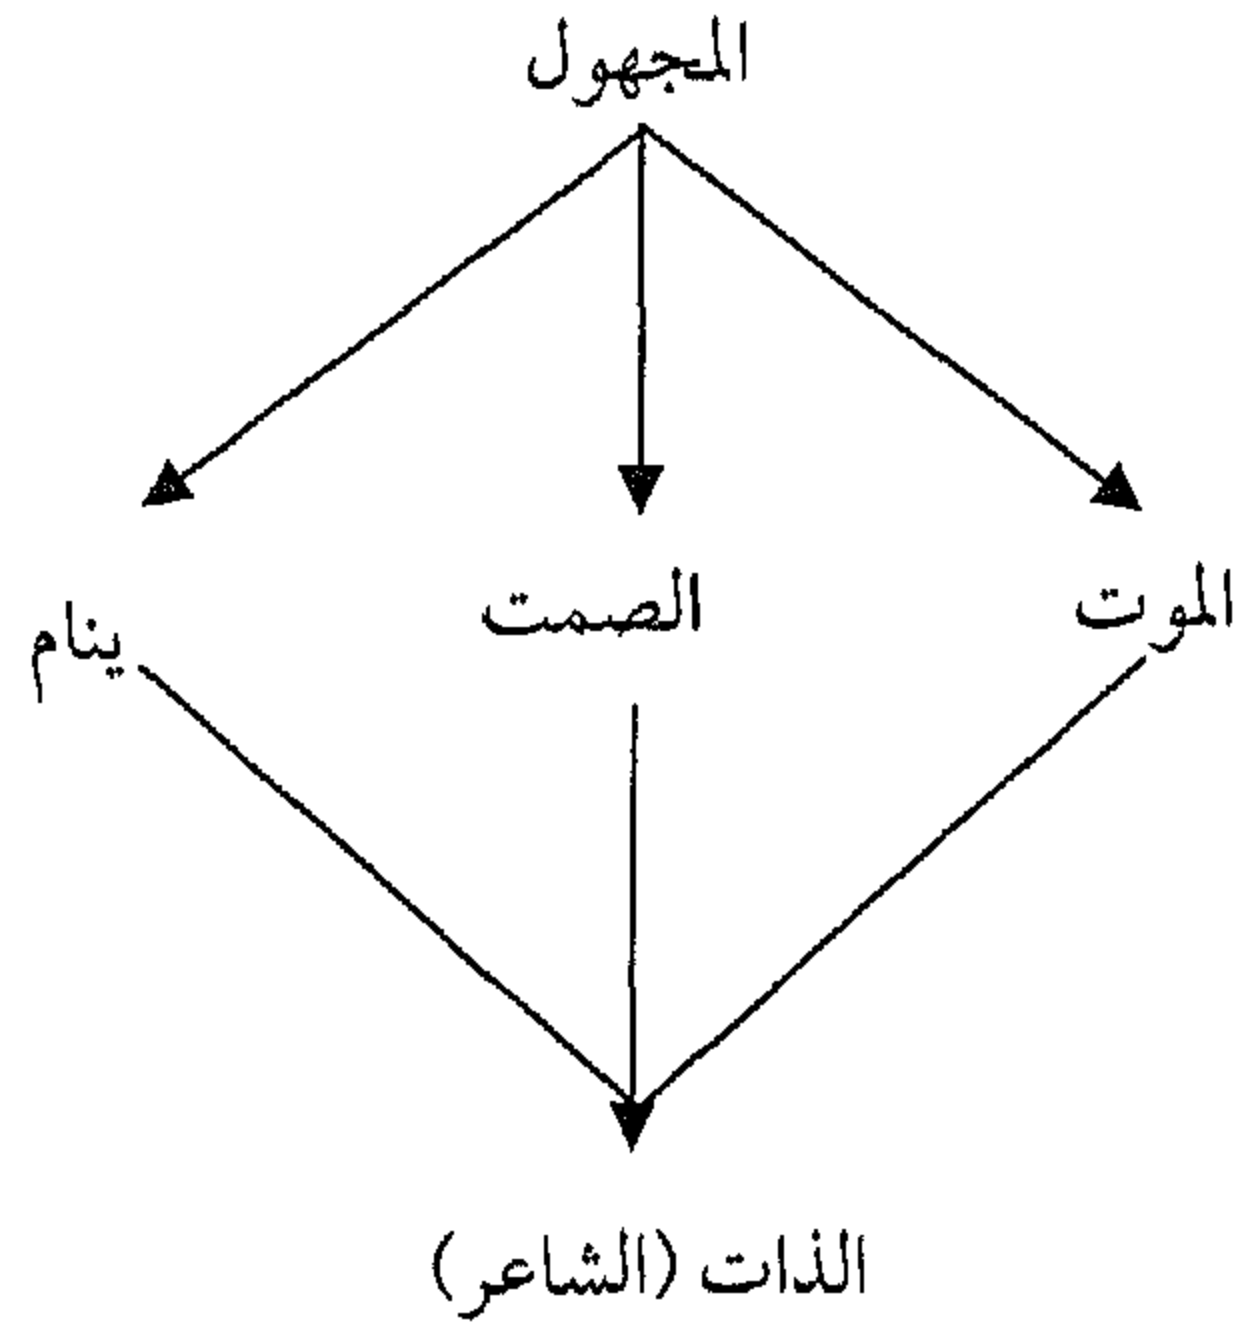 المجهول
الموت
الصمت
ينام
الذات (الشاعر)